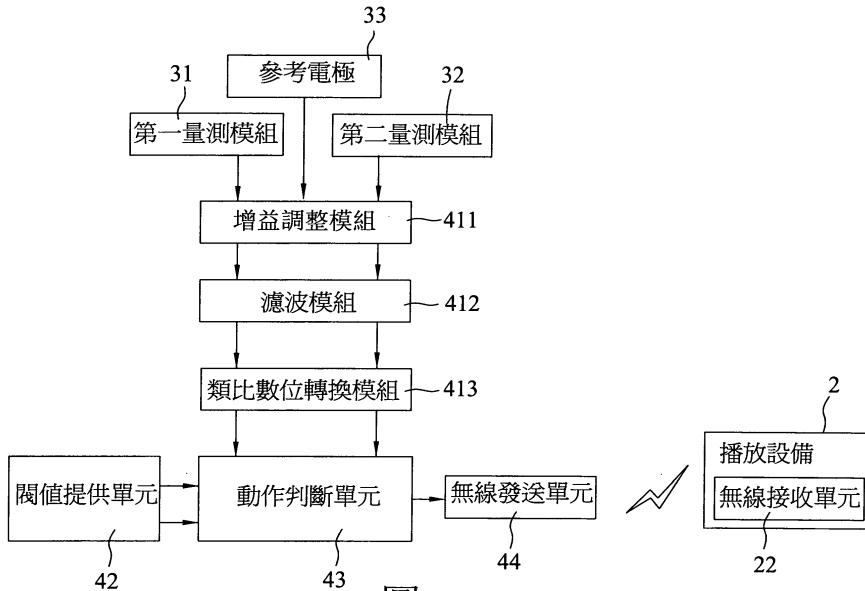 33
參考電極
31
32
第一量測模組
第二量測模組
增益調整模組
411
濾波模組
412
類比數位轉換模組
413
2
播放設備
閥值提供單元
動作判斷單元
無線發送單元
無線接收單元
42
43
44
22